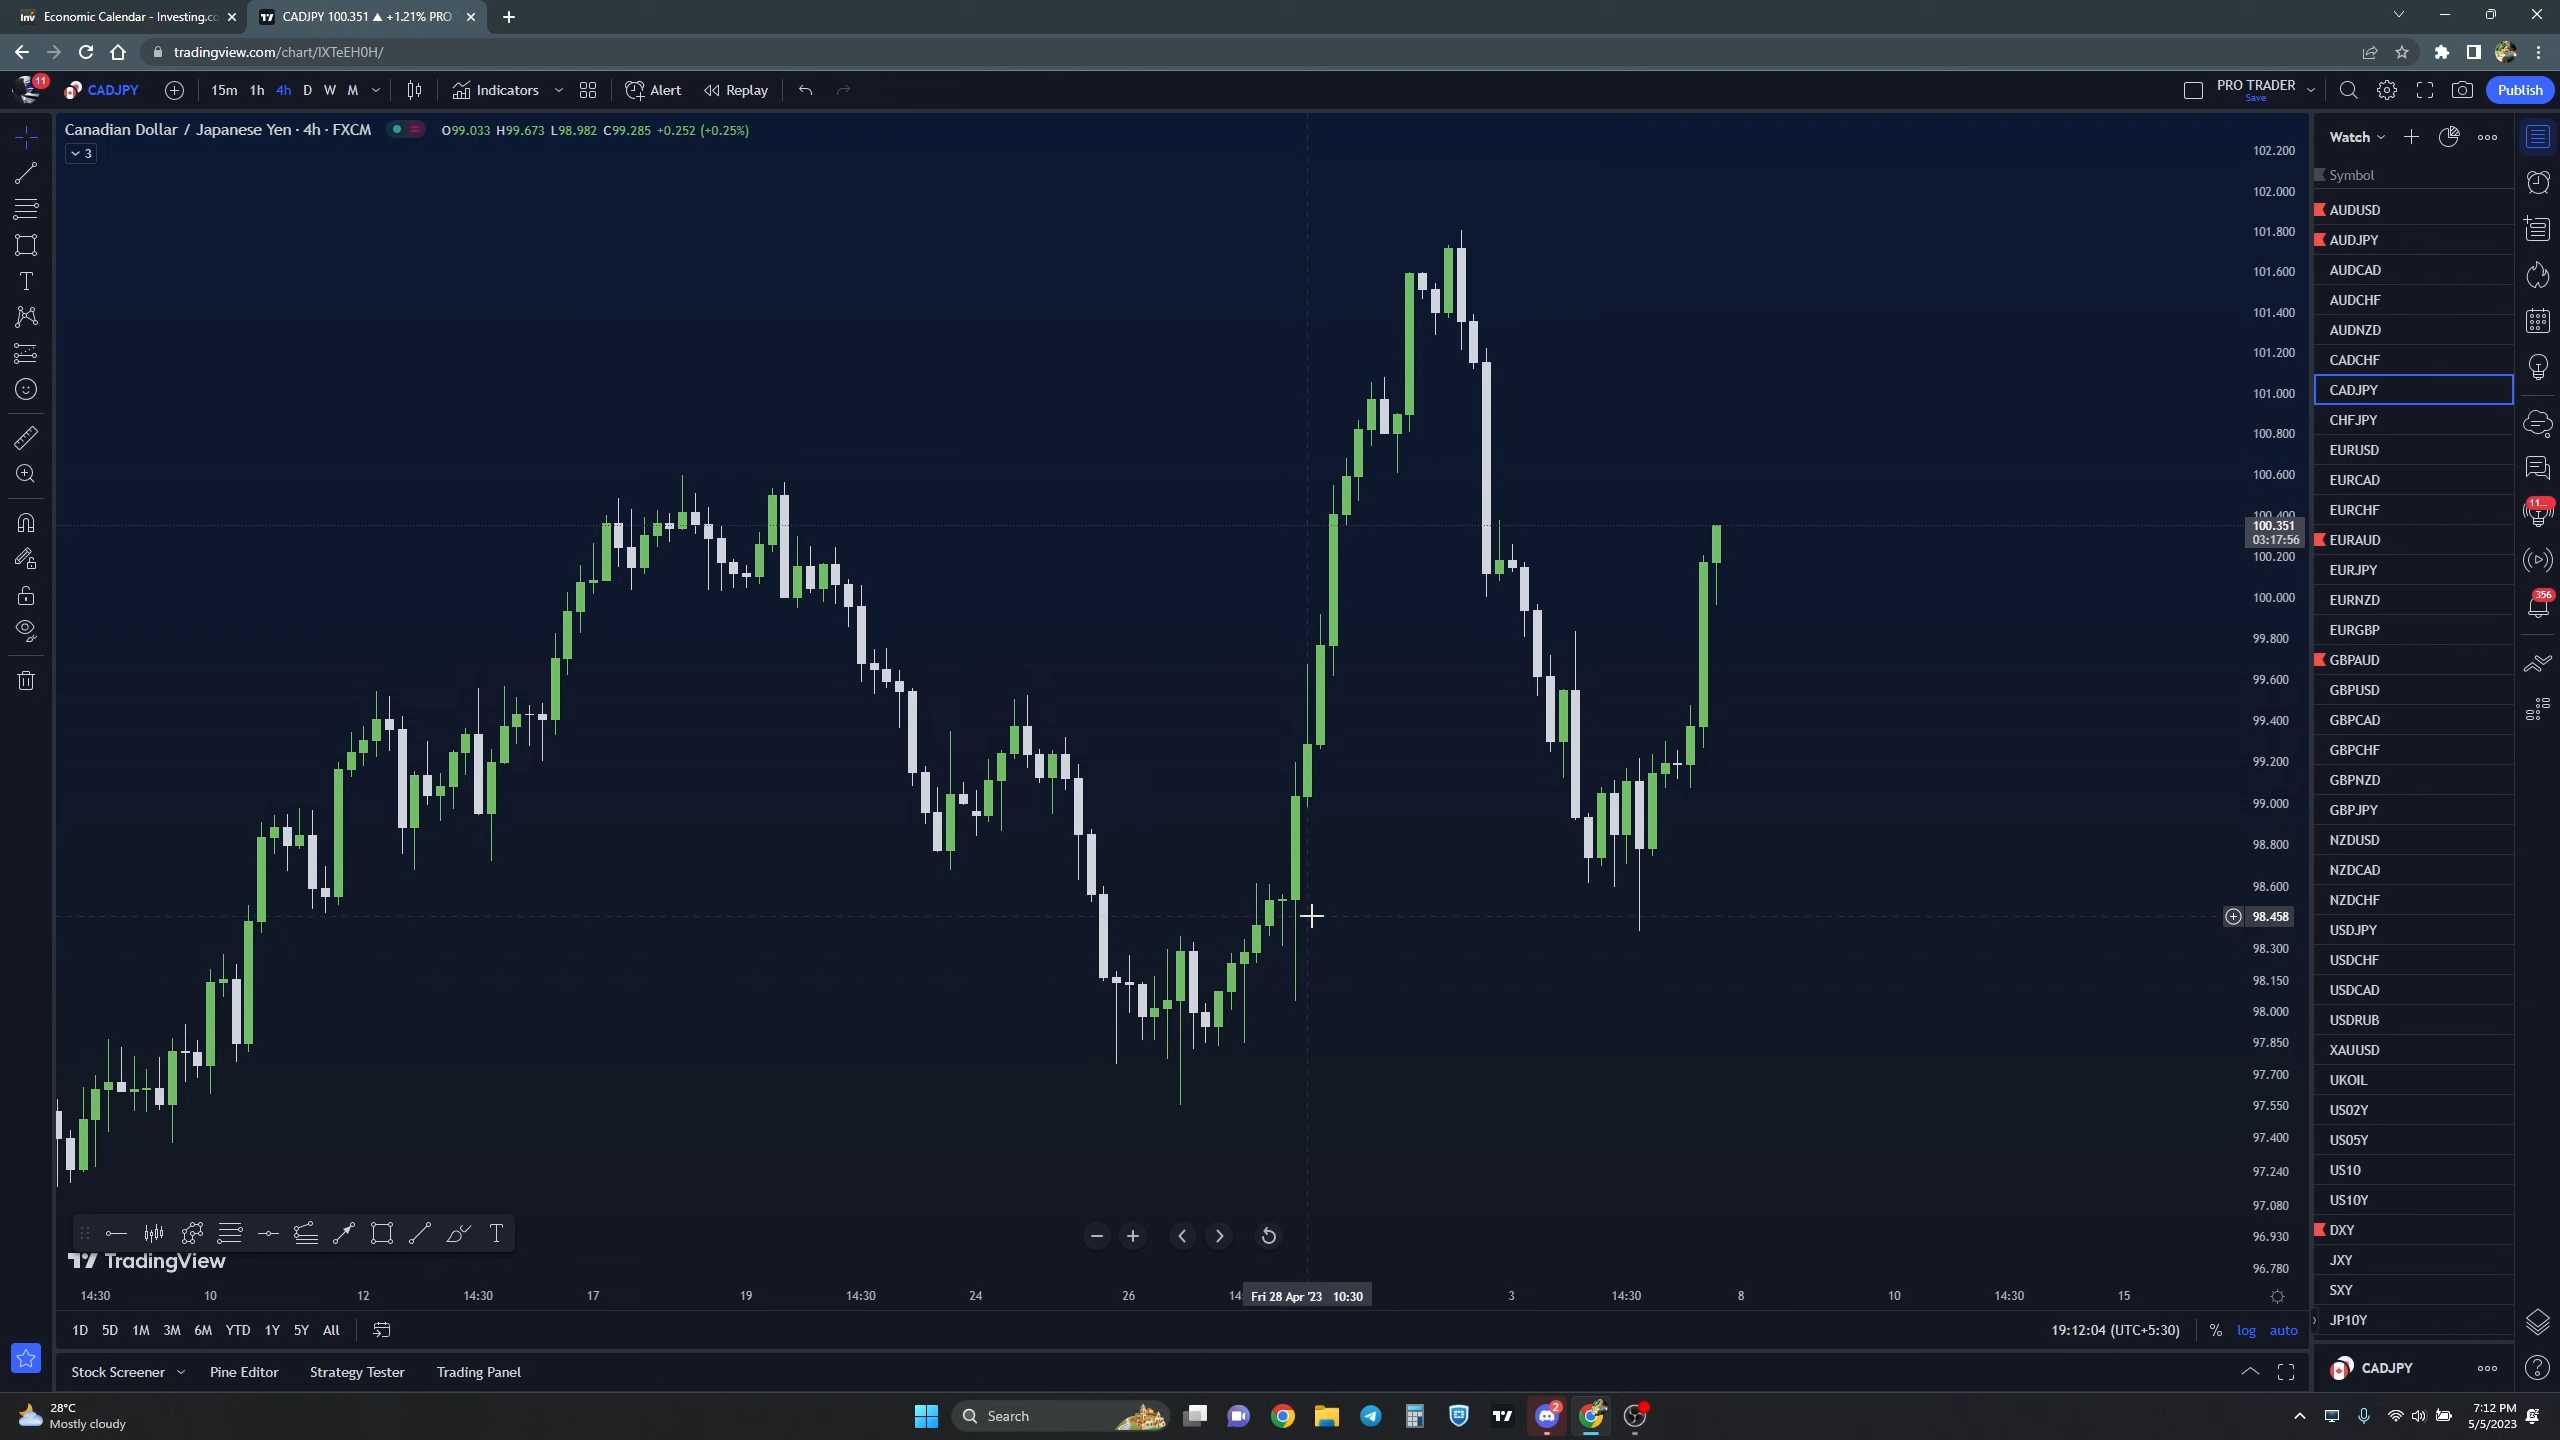 Economic Calendar - Investing.co
CADJPY 100.351 ▲ +1.21% PRO T
tradingview.com/chart/IXTeEH0H/
11
CADJPY
15m 1h 4h D W M
Indicators
Alert
Replay
PRO TRADER
Save
Publish
Canadian Dollar / Japanese Yen · 4h · FXCM
O99.033 H99.673 L98.982 C99.285 +0.252 (+0.25%)
3
102.200
102.000
101.800
101.600
101.400
101.200
101.000
100.800
100.600
100.400
100.351
03:17:56
100.200
100.000
99.800
99.600
99.400
99.200
99.000
98.800
98.600
98.458
98.300
98.150
98.000
97.850
97.700
97.550
97.400
97.240
97.080
96.930
96.780
Watch
Symbol
AUDUSD
AUDJPY
AUDCAD
AUDCHF
AUDNZD
CADCHF
CADJPY
CHFJPY
EURUSD
EURCAD
EURCHF
EURAUD
EURJPY
EURNZD
EURGBP
GBPAUD
GBPUSD
GBPCAD
GBPCHF
GBPNZD
GBPJPY
NZDUSD
NZDCAD
NZDCHF
USDJPY
USDCHF
USDCAD
USDRUB
XAUUSD
UKOIL
US02Y
US05Y
US10
US10Y
DXY
JXY
SXY
JP10Y
CADJPY
11...
356
TradingView
14:30 10 12 14:30 17 19 14:30 24 26 14: Fri 28 Apr '23 10:30 3 14:30 8 10 14:30 15
1D 5D 1M 3M 6M YTD 1Y 5Y All
19:12:04 (UTC+5:30) % log auto
Stock Screener Pine Editor Strategy Tester Trading Panel
28°C
Mostly cloudy
Search
2
7:12 PM
5/5/2023